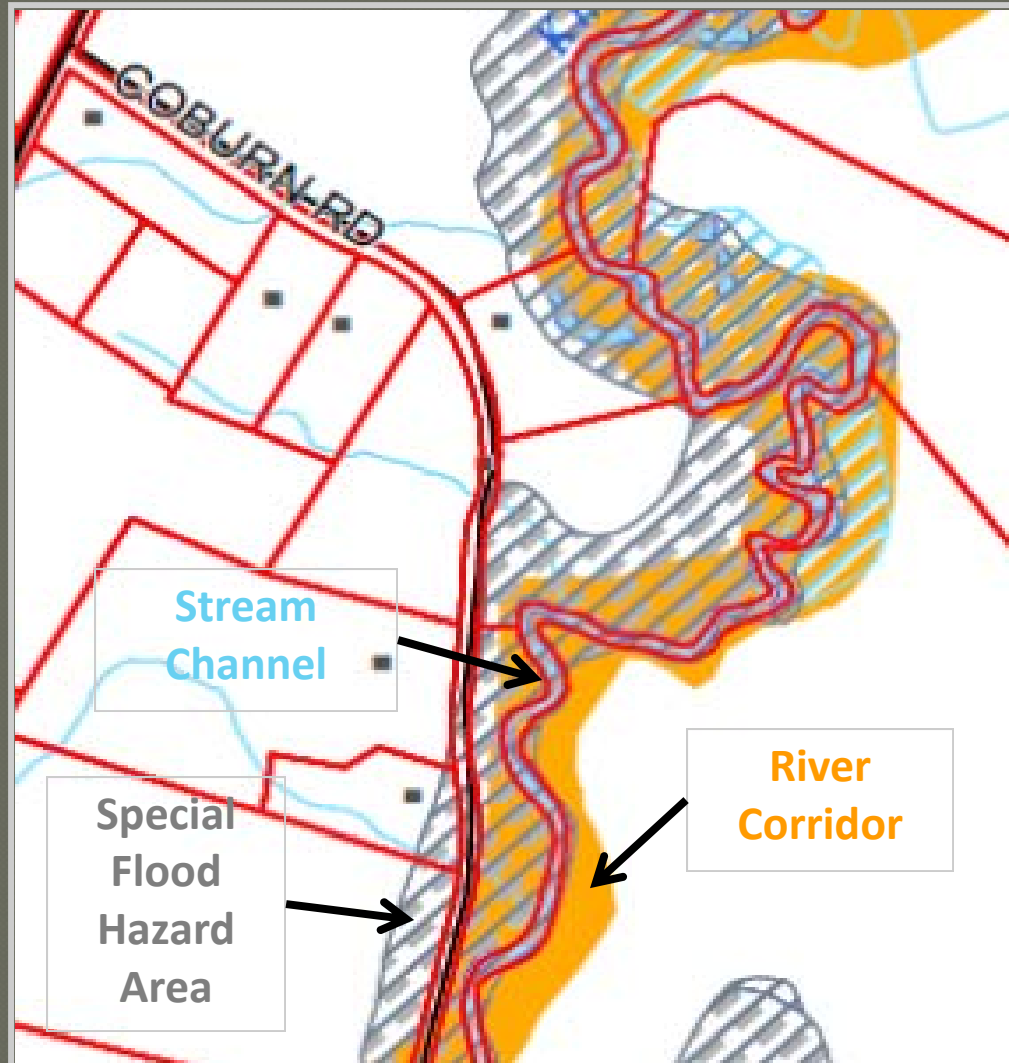 COBURN RD
Stream
Channel
River
Corridor
Special
Flood
Hazard
Area